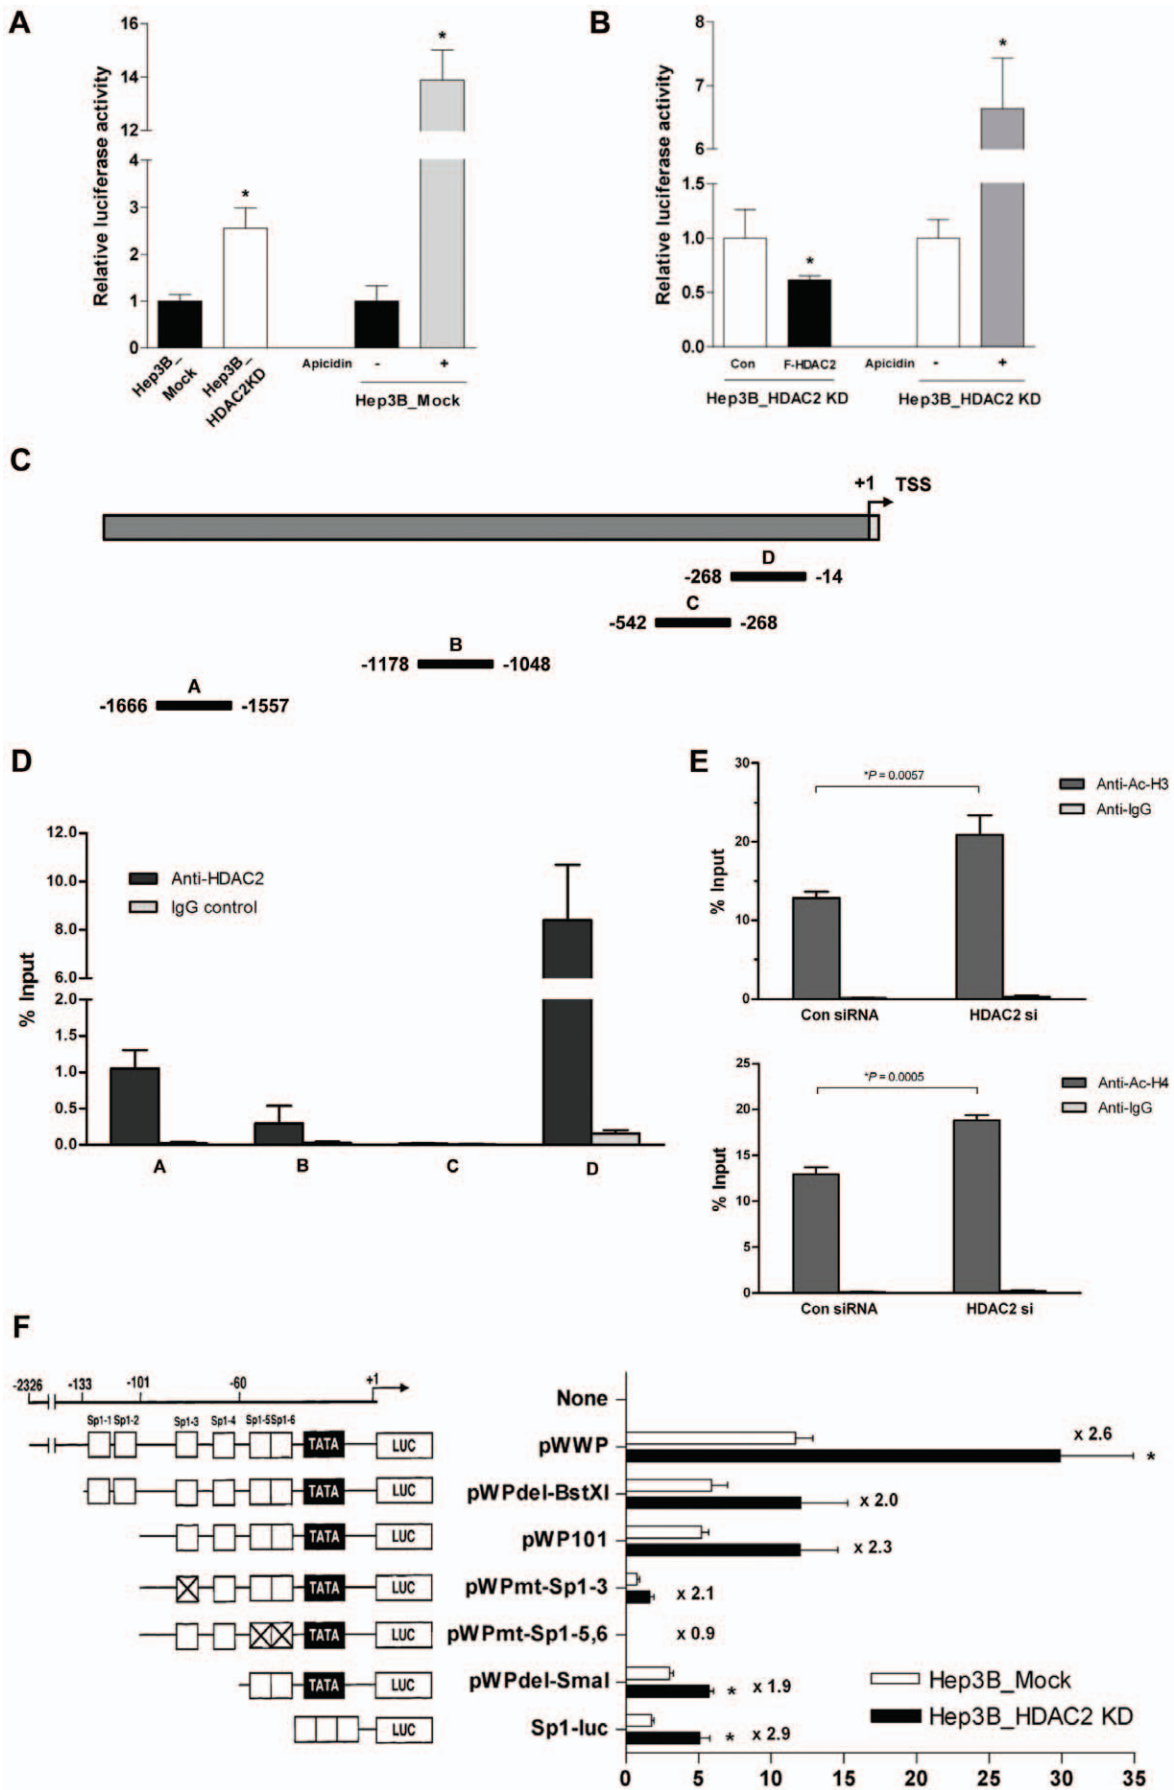 A
Relative luciferase activity
16
14
12
4
3
2
1
0
*
*
Hep3B_Mock
Hep3B_HDAC2KD
Apicidin - +
Hep3B_Mock
B
Relative luciferase activity
8
7
6
1.5
1.0
0.5
0.0
*
*
Con F-HDAC2
Apicidin - +
Hep3B_HDAC2 KD
Hep3B_HDAC2 KD
C
+1 TSS
D
-268 -14
C
-542 -268
B
-1178 -1048
A
-1666 -1557
D
% Input
12.0
10.0
8.0
6.0
2.0
1.5
1.0
0.5
0.0
Anti-HDAC2
IgG control
A B C D
E
% Input
30
20
10
0
*P = 0.0057
Anti-Ac-H3
Anti-IgG
Con siRNA HDAC2 si
% Input
25
20
15
10
5
0
*P = 0.0005
Anti-Ac-H4
Anti-IgG
Con siRNA HDAC2 si
F
-2326 -133 -101 -60 +1
Sp1-1 Sp1-2 Sp1-3 Sp1-4 Sp1-5 Sp1-6
None
TATA LUC pWWP x 2.6 *
TATA LUC pWPdel-BstXI x 2.0
TATA LUC pWP101 x 2.3
TATA LUC pWPmt-Sp1-3 x 2.1
TATA LUC pWPmt-Sp1-5,6 x 0.9
TATA LUC pWPdel-SmaI * x 1.9
LUC Sp1-luc * x 2.9
Hep3B_Mock
Hep3B_HDAC2 KD
0 5 10 15 20 25 30 35